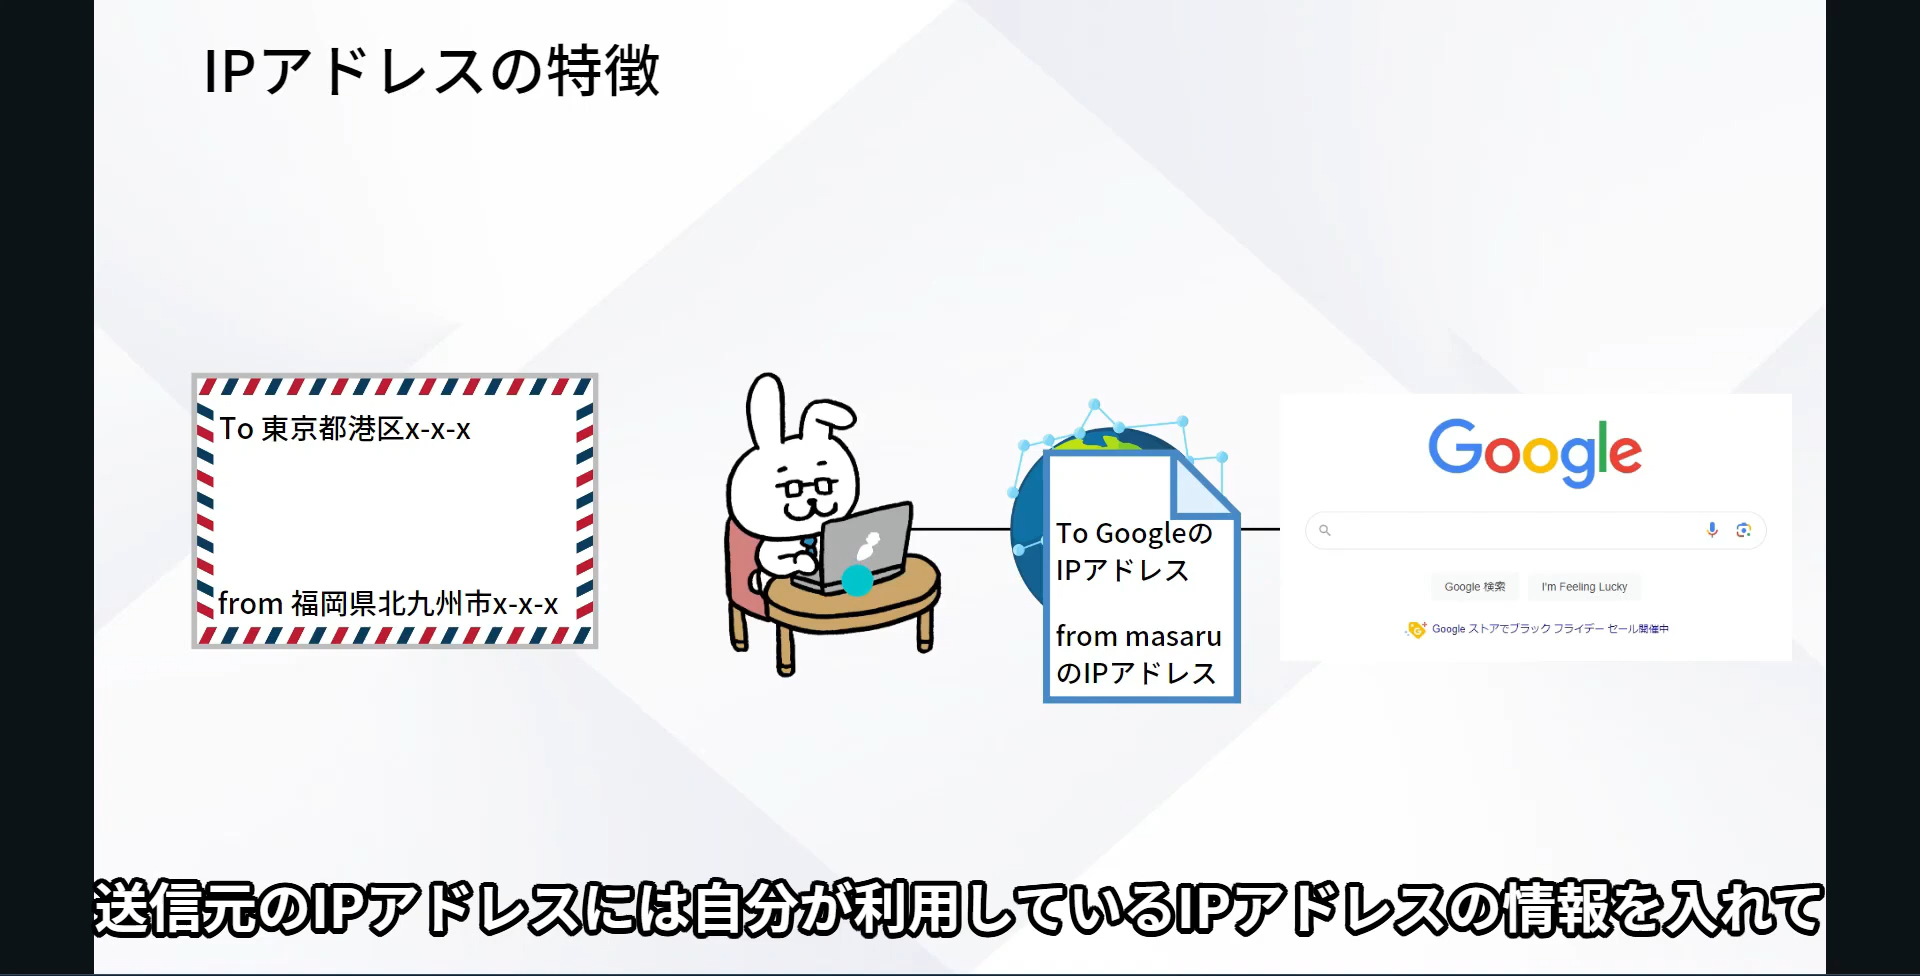 IPアドレスの特徴
To 東京都港区x-x-x
from 福岡県北九州市x-x-x
To Googleの
IPアドレス
from masaru
のIPアドレス
Google
Google 検索
I'm Feeling Lucky
Google ストアでブラック フライデー セール開催中
送信元のIPアドレスには自分が利用しているIPアドレスの情報を入れて